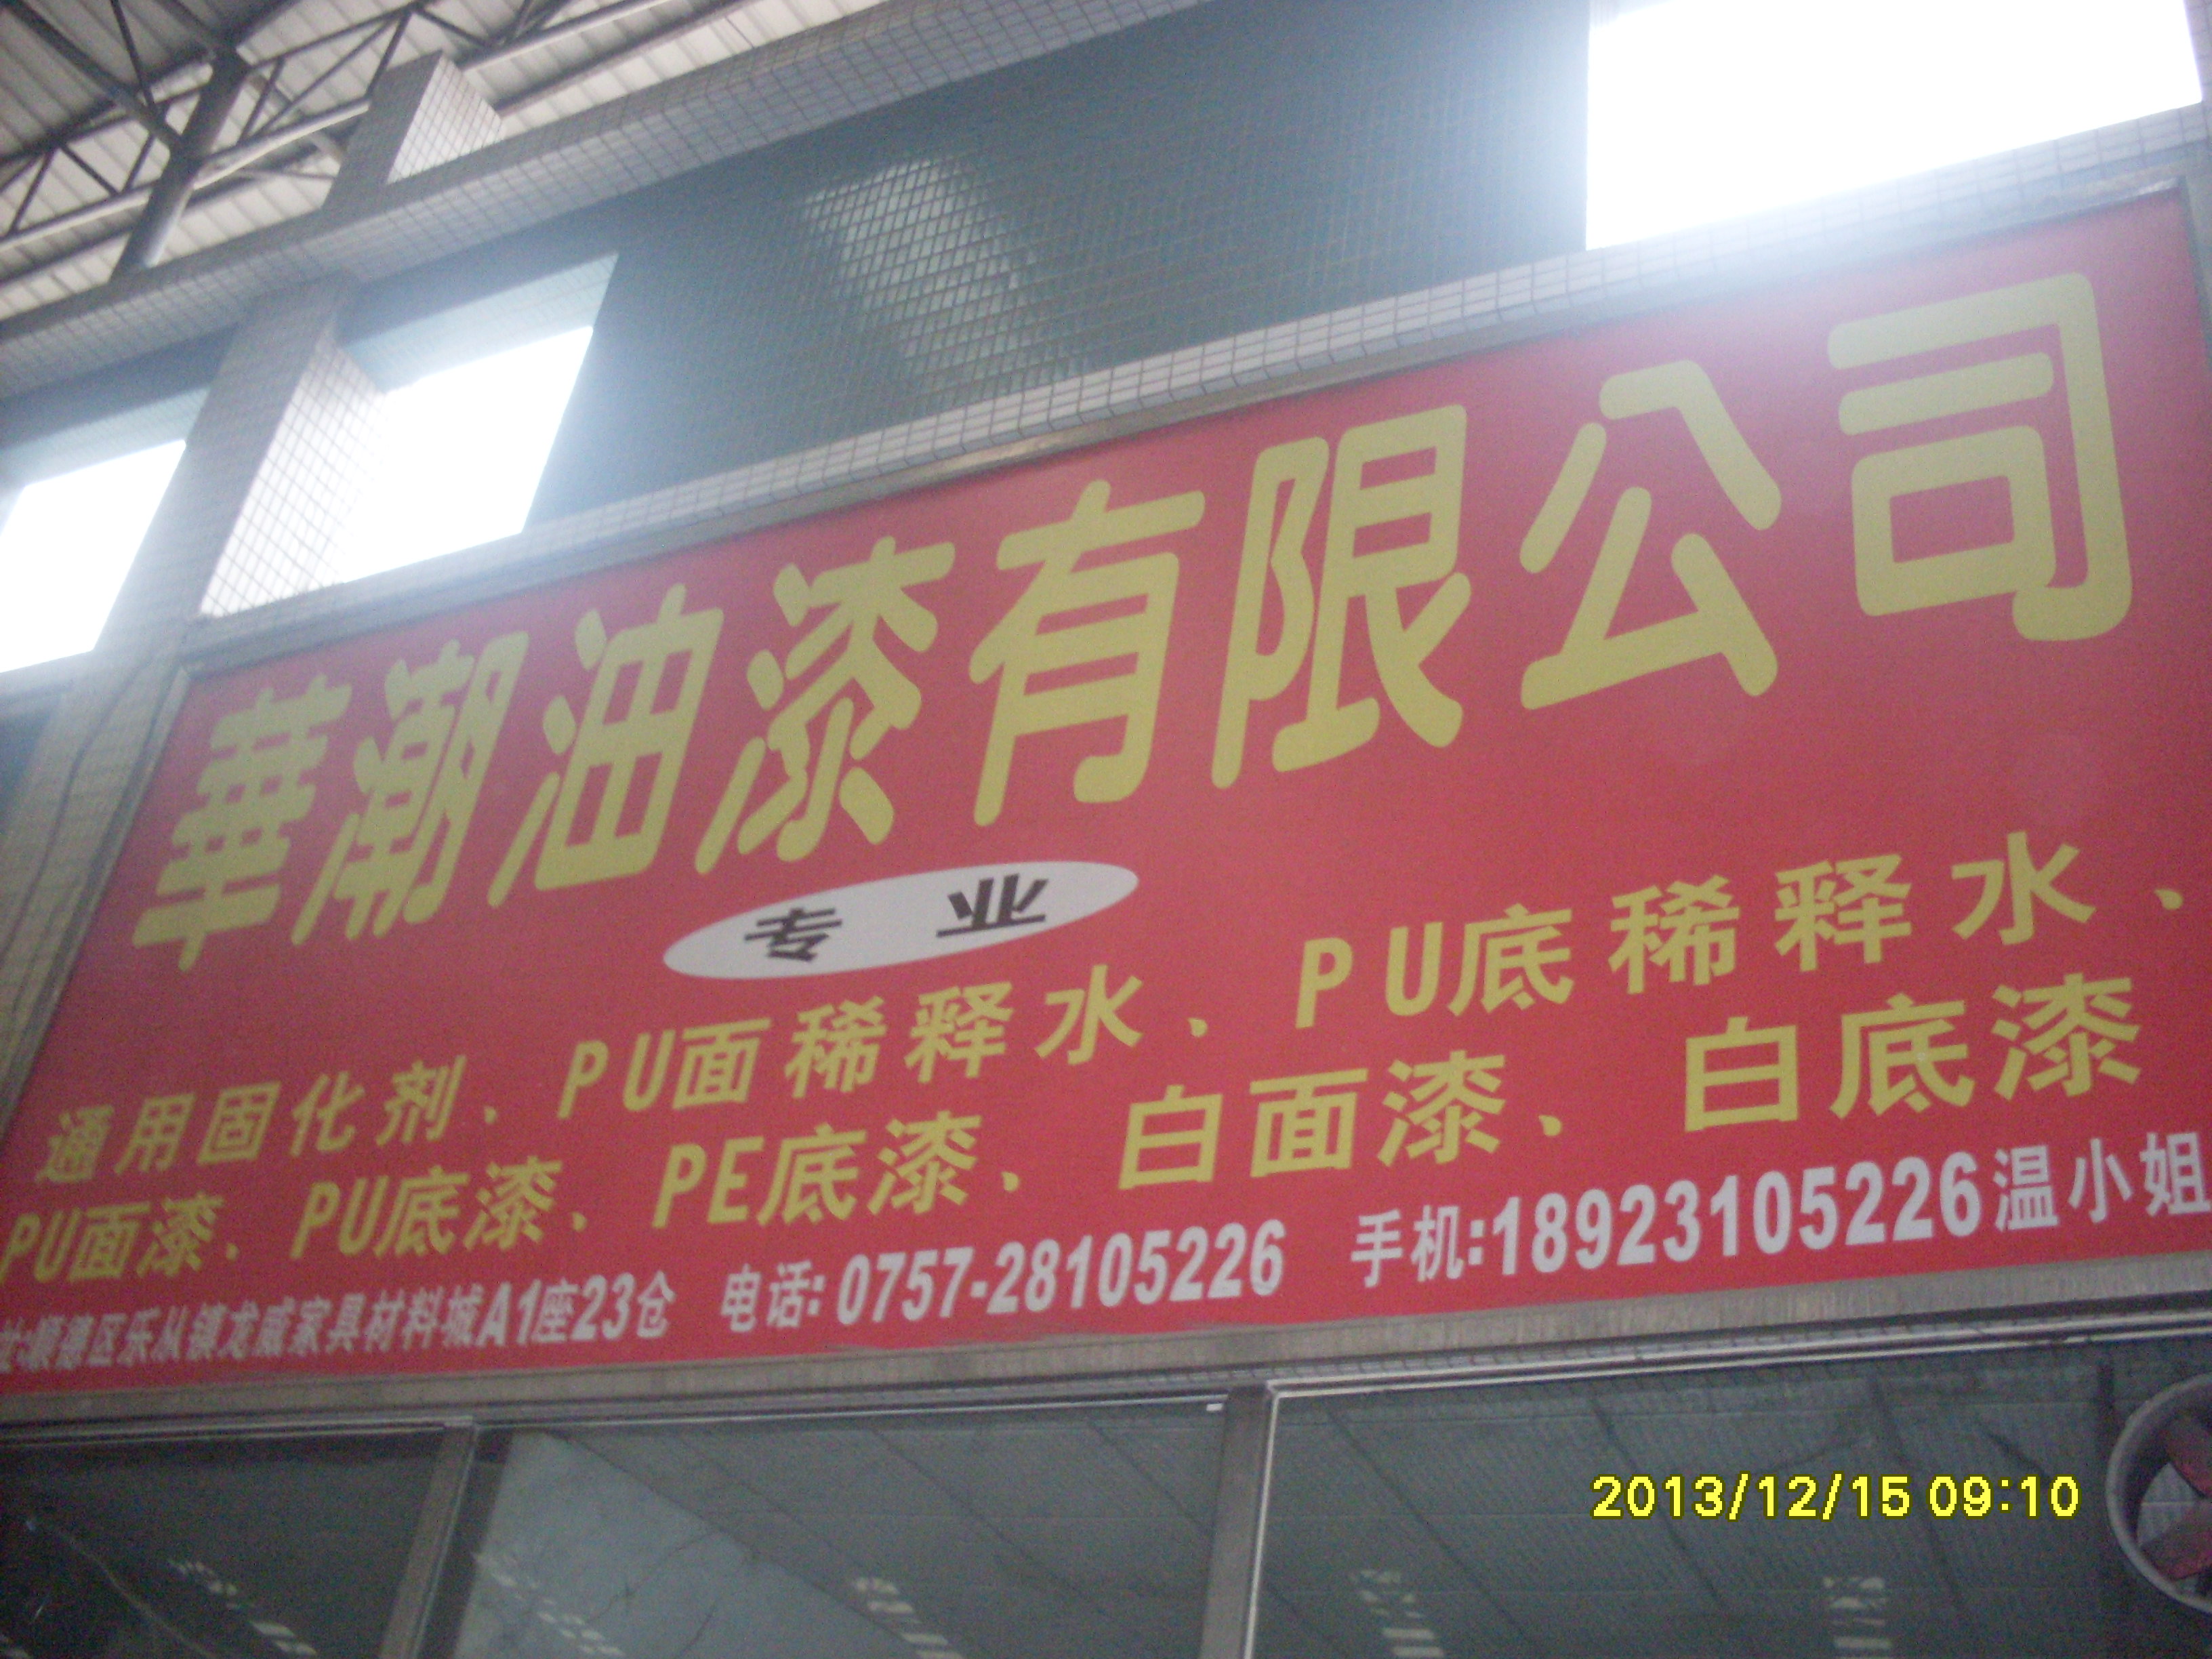 華潮油漆有限公司
专业
通用固化剂、PU面稀释水、PU底稀释水、
PU面漆、PU底漆、PE底漆、白面漆、白底漆
址:顺德区乐从镇龙威家具材料城A1座23仓 电话:0757-28105226 手机:18923105226温小姐
2013/12/15 09:10